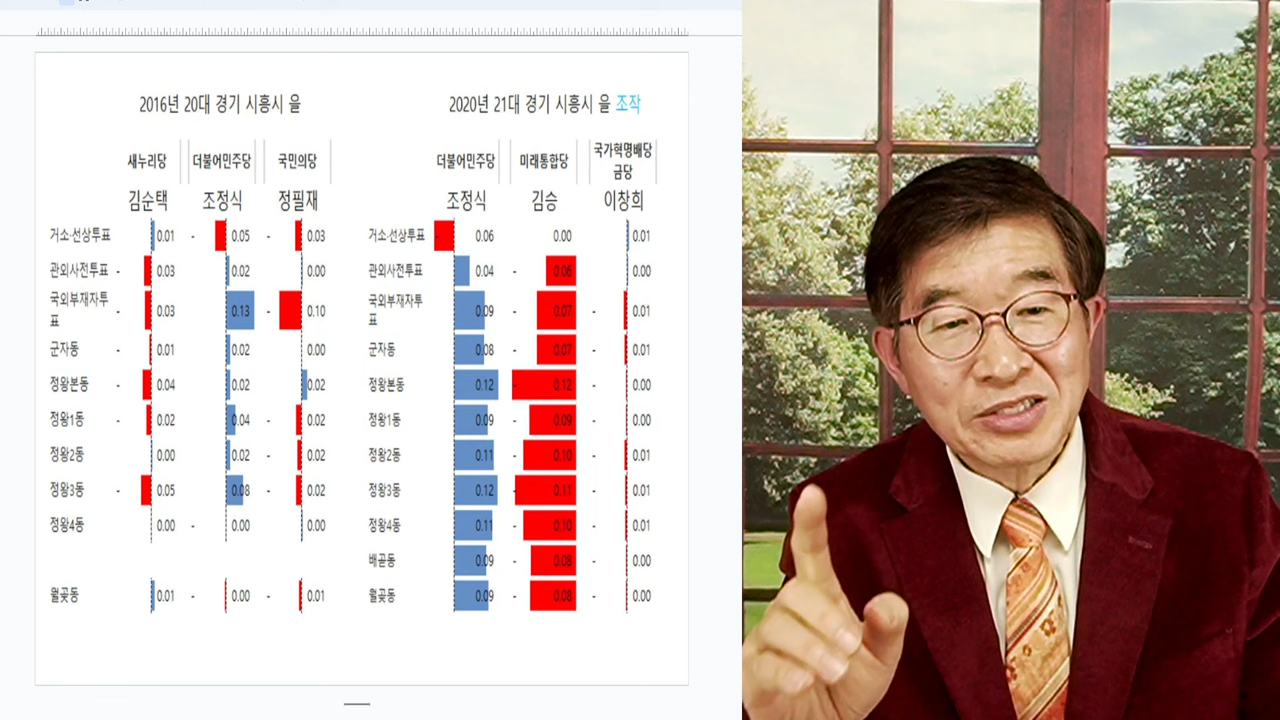 2016년 20대 경기 시흥시 을
새누리당 더불어민주당 국민의당
김순택 조정식 정필재
거소·선상투표 0.01 - 0.05 - 0.03
관외사전투표 - 0.03 0.02 0.00
국외부재자투
표 - 0.03 0.13 - 0.10
군자동 - 0.01 0.02 0.00
정왕본동 - 0.04 0.02 0.02
정왕1동 - 0.02 0.04 - 0.02
정왕2동 0.00 0.02 - 0.02
정왕3동 - 0.05 0.08 - 0.02
정왕4동 0.00 - 0.00 0.00
월곶동 0.01 - 0.00 - 0.01
2020년 21대 경기 시흥시 을 조작
더불어민주당 미래통합당 국가혁명배당
금당
조정식 김승 이창희
거소·선상투표 - 0.06 0.00 0.01
관외사전투표 0.04 - 0.06 - 0.00
국외부재자투
표 0.09 - 0.07 - 0.01
군자동 0.08 - 0.07 - 0.01
정왕본동 0.12 - 0.12 - 0.00
정왕1동 0.09 - 0.09 - 0.00
정왕2동 0.11 - 0.10 - 0.01
정왕3동 0.12 - 0.11 - 0.01
정왕4동 0.11 - 0.10 - 0.01
배곧동 0.09 - 0.08 - 0.00
월곶동 0.09 - 0.08 - 0.00